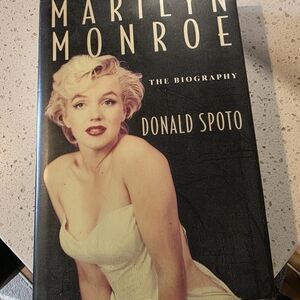 MARILYN
MONROE
THE BIOGRAPHY
DONALD SPOTO